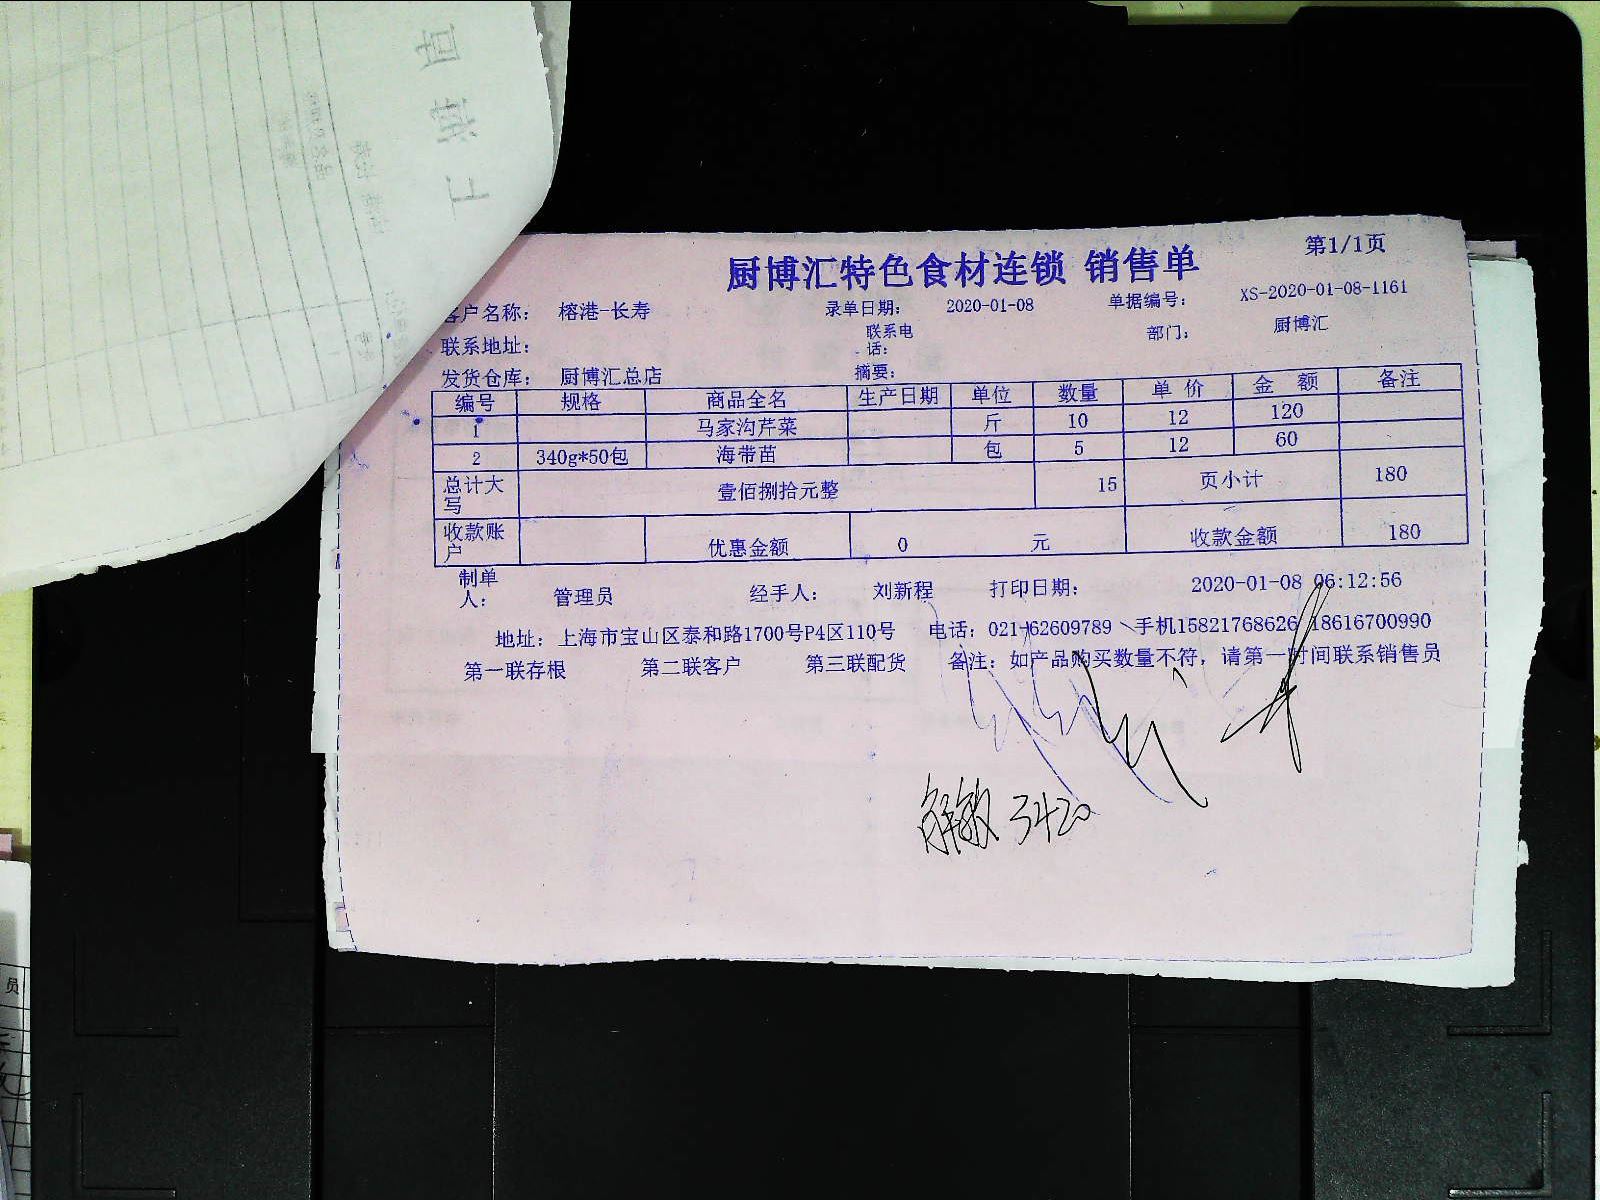 厨博汇特色食材连锁 销售单
第1/1页
客户名称： 榕港-长寿 录单日期： 2020-01-08 单据编号： XS-2020-01-08-1161
联系地址： 联系电话： 部门： 厨博汇
发货仓库： 厨博汇总店 摘要：
编号 规格 商品全名 生产日期 单位 数量 单价 金额 备注
1 马家沟芹菜 斤 10 12 120
2 340g*50包 海带苗 包 5 12 60
总计大写 壹佰捌拾元整 15 页小计 180
收款账户 优惠金额 0 元 收款金额 180
制单人： 管理员 经手人： 刘新程 打印日期： 2020-01-08 06:12:56
地址：上海市宝山区泰和路1700号P4区110号 电话：021-62609789 、手机15821768626 18616700990
第一联存根 第二联客户 第三联配货 备注：如产品购买数量不符，请第一时间联系销售员
3420
员